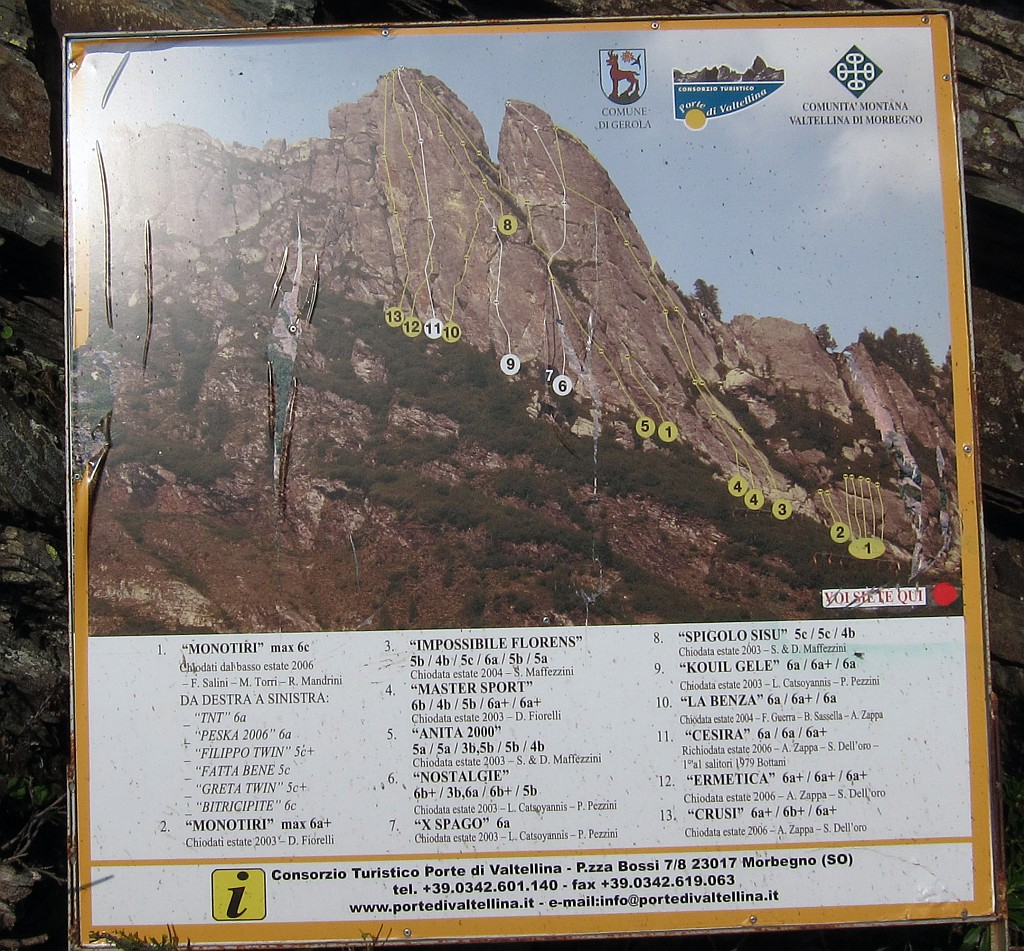 COMUNE
DI GEROLA
CONSORZIO TURISTICO
Porte di Valtellina
COMUNITA' MONTANA
VALTELLINA DI MORBEGNO
8
13
12
11
10
9
7
6
5
1
4
4
3
2
1
VOI SIETE QUI
1. "MONOTIRI" max 6c
Chiodati dal basso estate 2006
– F. Salini – M. Torri – R. Mandrini
DA DESTRA A SINISTRA:
_ "TNT" 6a
_ "PESKA 2006" 6a
_ "FILIPPO TWIN" 5c+
_ "FATTA BENE 5c
_ "GRETA TWIN" 5c+
_ "BITRICIPITE" 6c
2. "MONOTIRI" max 6a+
Chiodati estate 2003 – D. Fiorelli
3. "IMPOSSIBILE FLORENS"
5b / 4b / 5c / 6a / 5b / 5a
Chiodata estate 2004 – S. Maffezzini
4. "MASTER SPORT"
6b / 4b / 5b / 6a+ / 6a+
Chiodata estate 2003 – D. Fiorelli
5. "ANITA 2000"
5a / 5a / 3b,5b / 5b / 4b
Chiodata estate 2003 – S. & D. Maffezzini
6. "NOSTALGIE"
6b+ / 3b,6a / 6b+ / 5b
Chiodata estate 2003 – L. Catsoyannis – P. Pezzini
7. "X SPAGO" 6a
Chiodata estate 2003 – L. Catsoyannis – P. Pezzini
8. "SPIGOLO SISU" 5c / 5c / 4b
Chiodata estate 2003 – S. & D. Maffezzini
9. "KOUIL GELE" 6a / 6a+ / 6a
Chiodata estate 2003 – L. Catsoyannis – P. Pezzini
10. "LA BENZA" 6a / 6a+ / 6a
Chiodata estate 2004 – F. Guerra – B. Sassella – A. Zappa
11. "CESIRA" 6a / 6a / 6a+
Richiodata estate 2006 – A. Zappa – S. Dell'oro –
1°ai salitori 1979 Bottani
12. "ERMETICA" 6a+ / 6a+ / 6a+
Chiodata estate 2006 – A. Zappa – S. Dell'oro
13. "CRUSI" 6a+ / 6b+ / 6a+
Chiodata estate 2006 – A. Zappa – S. Dell'oro
i
Consorzio Turistico Porte di Valtellina - P.zza Bossi 7/8 23017 Morbegno (SO)
tel. +39.0342.601.140 - fax +39.0342.619.063
www.portedivaltellina.it - e-mail:info@portedivaltellina.it